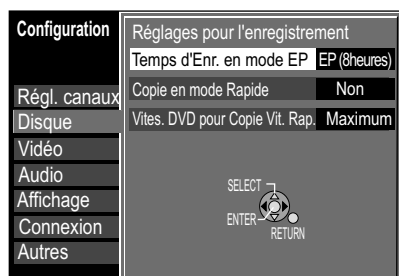 Configuration
Régl. canaux
Disque
Vidéo
Audio
Affichage
Connexion
Autres
Réglages pour l'enregistrement
Temps d'Enr. en mode EP EP (8heures)
Copie en mode Rapide Non
Vites. DVD pour Copie Vit. Rap. Maximum
SELECT
ENTER
RETURN